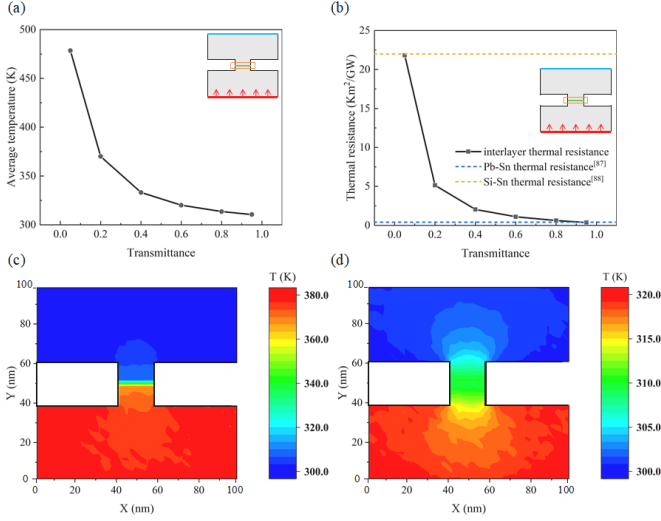 (a)
500
450
400
350
300
Average temperature (K)
0.0 0.2 0.4 0.6 0.8 1.0
Transmittance
(b)
25
20
15
10
5
0
Thermal resistance (Km²/GW)
interlayer thermal resistance
Pb-Sn thermal resistance[87]
Si-Sn thermal resistance[88]
0.0 0.2 0.4 0.6 0.8 1.0
Transmittance
(c)
100
80
60
40
20
0
Y (nm)
0 20 40 60 80 100
X (nm)
T (K)
380.0
360.0
340.0
320.0
300.0
(d)
100
80
60
40
20
0
Y (nm)
0 20 40 60 80 100
X (nm)
T (K)
320.0
315.0
310.0
305.0
300.0